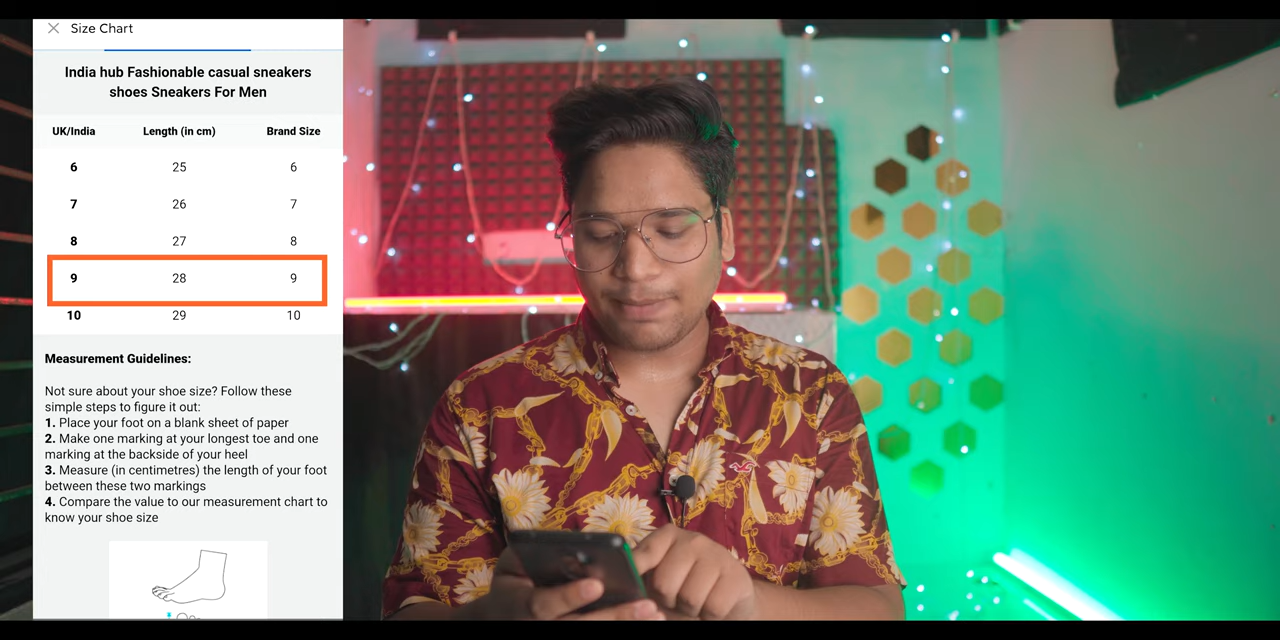 Size Chart
India hub Fashionable casual sneakers
shoes Sneakers For Men
UK/India Length (in cm) Brand Size
6 25 6
7 26 7
8 27 8
9 28 9
10 29 10
Measurement Guidelines:
Not sure about your shoe size? Follow these
simple steps to figure it out:
1. Place your foot on a blank sheet of paper
2. Make one marking at your longest toe and one
marking at the backside of your heel
3. Measure (in centimetres) the length of your foot
between these two markings
4. Compare the value to our measurement chart to
know your shoe size